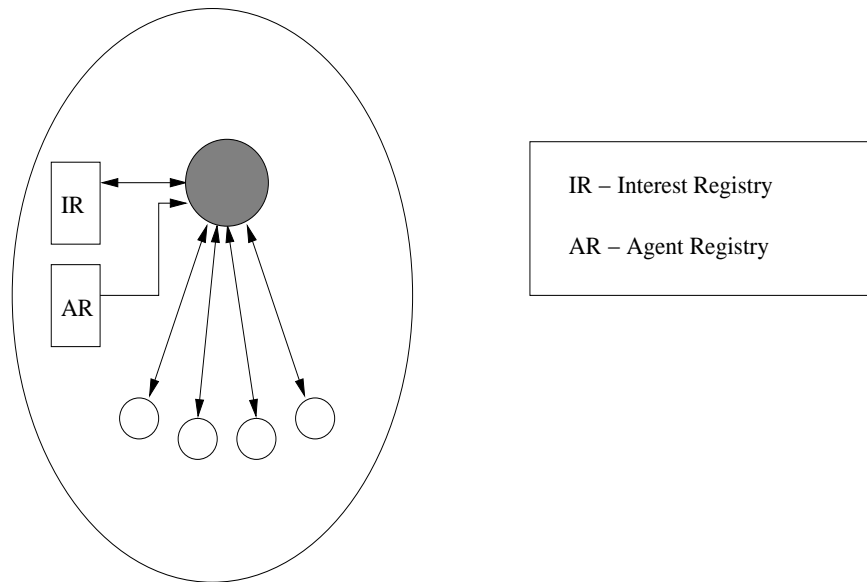 IR
AR
IR – Interest Registry
AR – Agent Registry